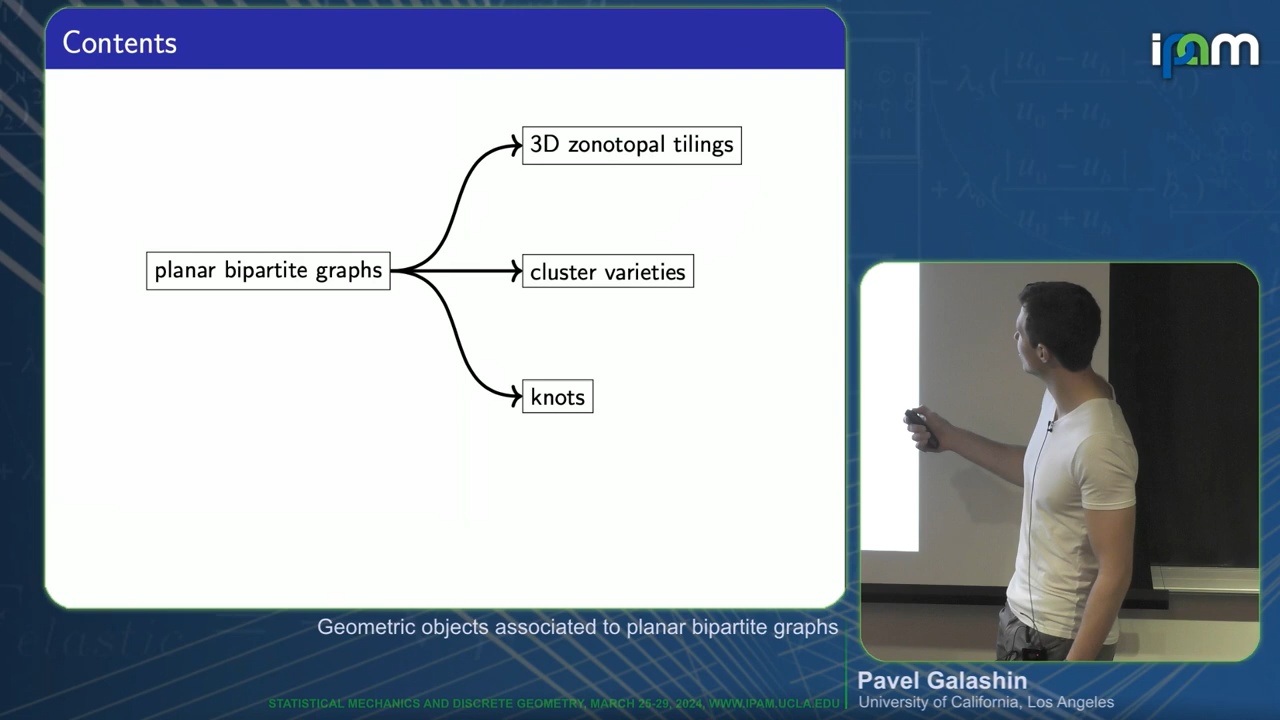 Contents
ipam
3D zonotopal tilings
planar bipartite graphs
cluster varieties
knots
Geometric objects associated to planar bipartite graphs
Pavel Galashin
University of California, Los Angeles
STATISTICAL MECHANICS AND DISCRETE GEOMETRY, MARCH 25-29, 2024, WWW.IPAM.UCLA.EDU